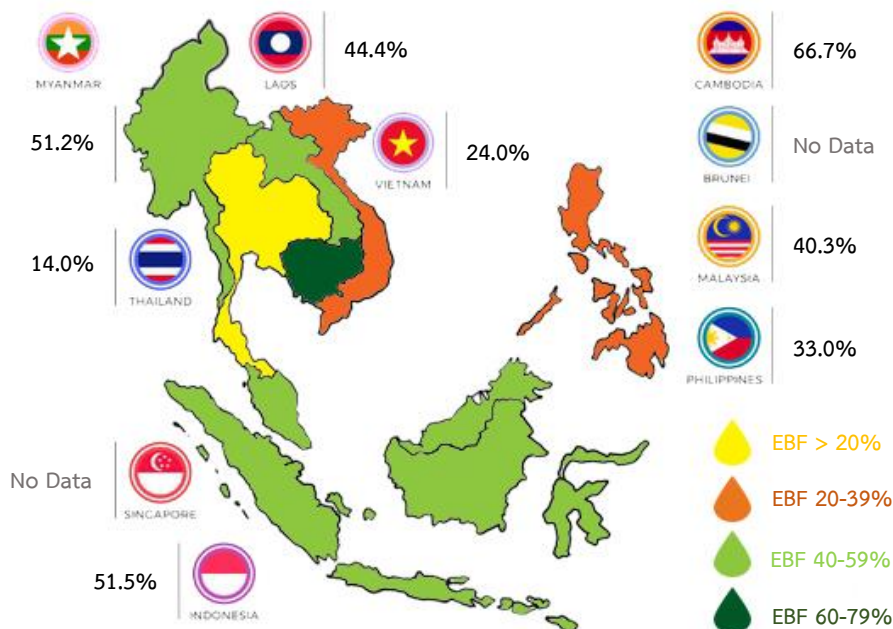 MYANMAR
51.2%
LAOS
44.4%
VIETNAM
24.0%
THAILAND
14.0%
CAMBODIA
66.7%
BRUNEI
No Data
MALAYSIA
40.3%
PHILIPPINES
33.0%
SINGAPORE
No Data
INDONESIA
51.5%
EBF > 20%
EBF 20-39%
EBF 40-59%
EBF 60-79%